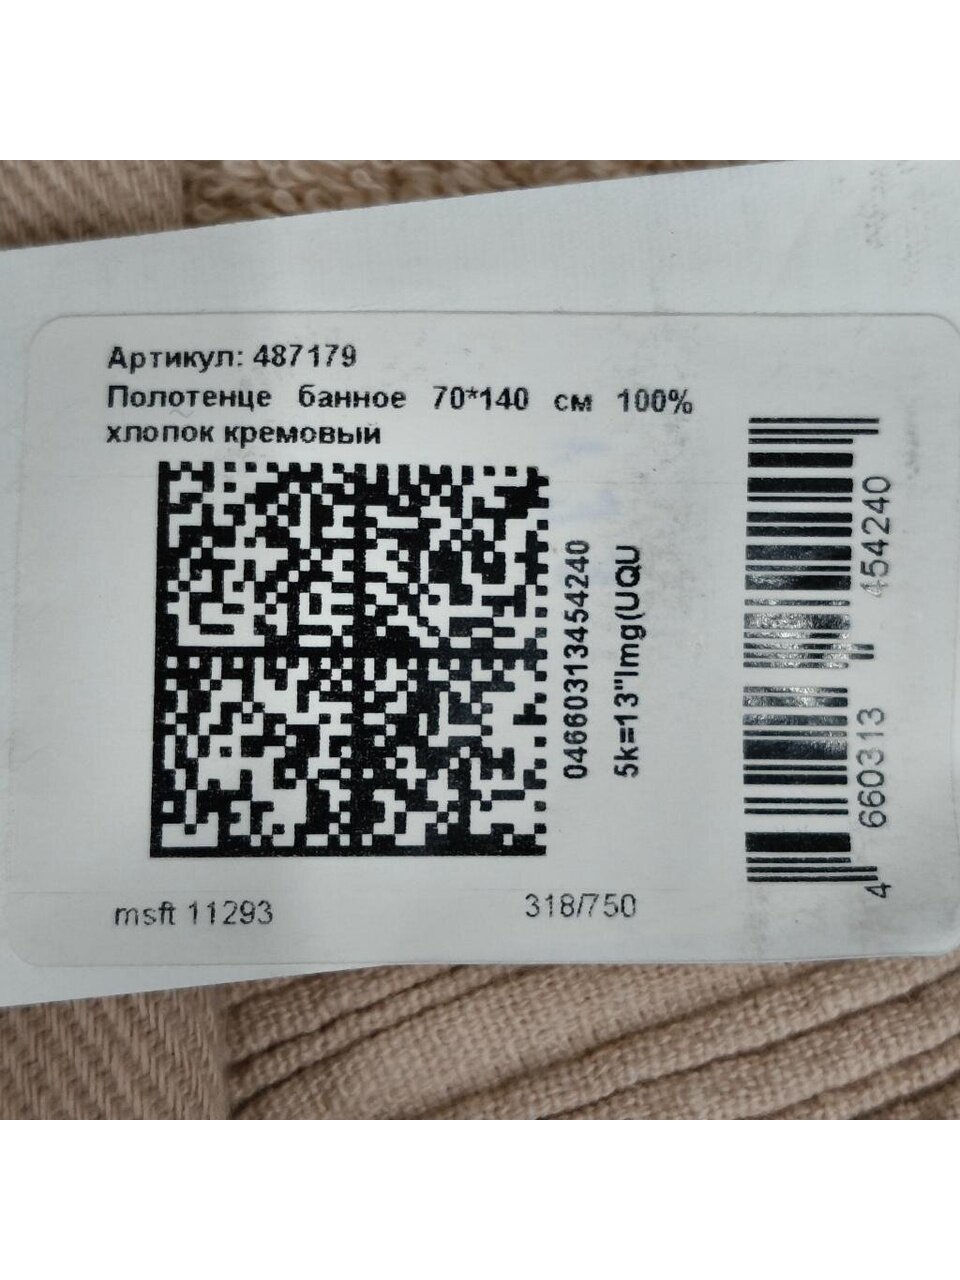 Артикул: 487179
Полотенце банное 70*140 см 100%
хлопок кремовый
04660313454240
5k=13"Img(UQU
4 660313 454240
msft 11293
318/750